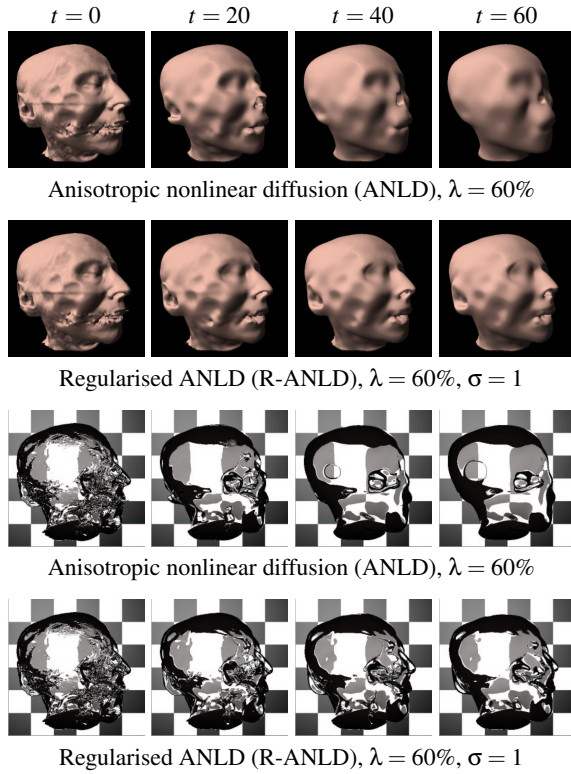 t = 0 t = 20 t = 40 t = 60
Anisotropic nonlinear diffusion (ANLD), λ = 60%
Regularised ANLD (R-ANLD), λ = 60%, σ = 1
Anisotropic nonlinear diffusion (ANLD), λ = 60%
Regularised ANLD (R-ANLD), λ = 60%, σ = 1